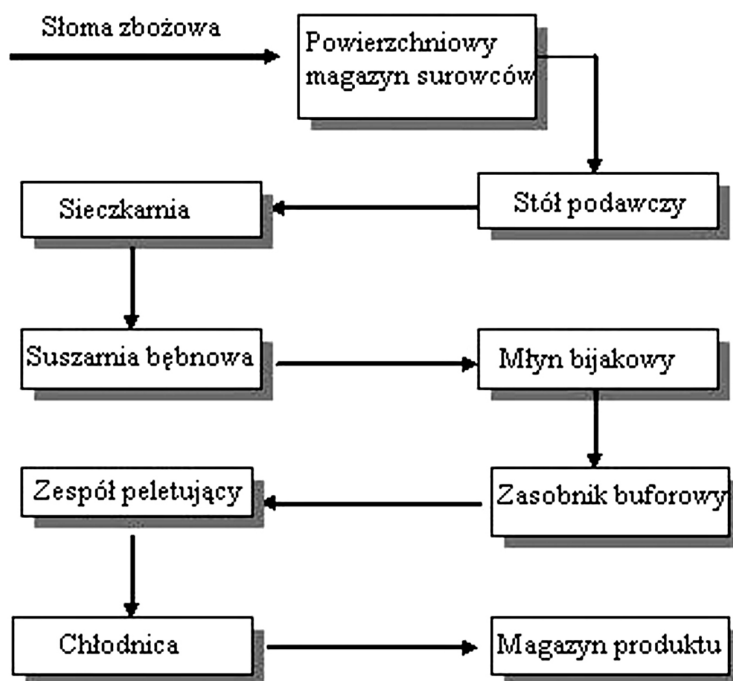 Słoma zbożowa
Powierzchniowy
magazyn surowców
Stół podawczy
Sieczkarnia
Suszarnia bębnowa
Młyn bijakowy
Zasobnik buforowy
Zespół peletujący
Chłodnica
Magazyn produktu